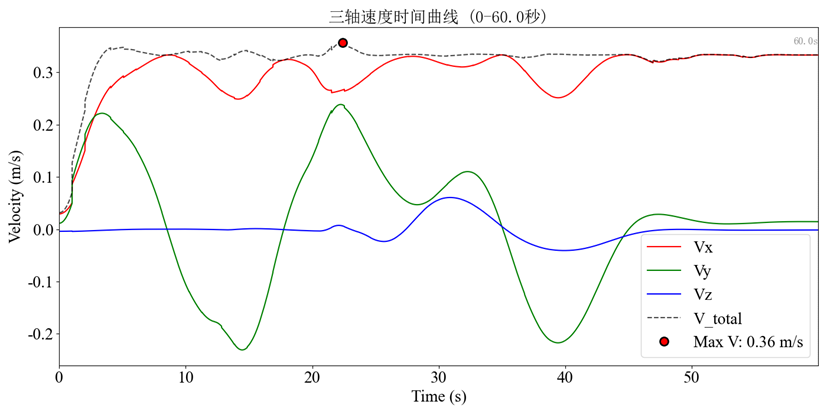 三轴速度时间曲线 (0-60.0秒)
60.0s
0.3
0.2
0.1
0.0
-0.1
-0.2
Velocity (m/s)
Vx
Vy
Vz
V_total
Max V: 0.36 m/s
0 10 20 30 40 50
Time (s)